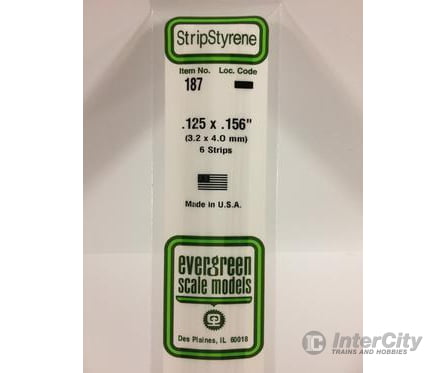 StripStyrene
Item No. Loc. Code
187
.125 x .156"
(3.2 x 4.0 mm)
6 Strips
Made in U.S.A.
evergreen
scale models
Des Plaines, IL 60018
IC InterCity
TRAINS AND HOBBIES